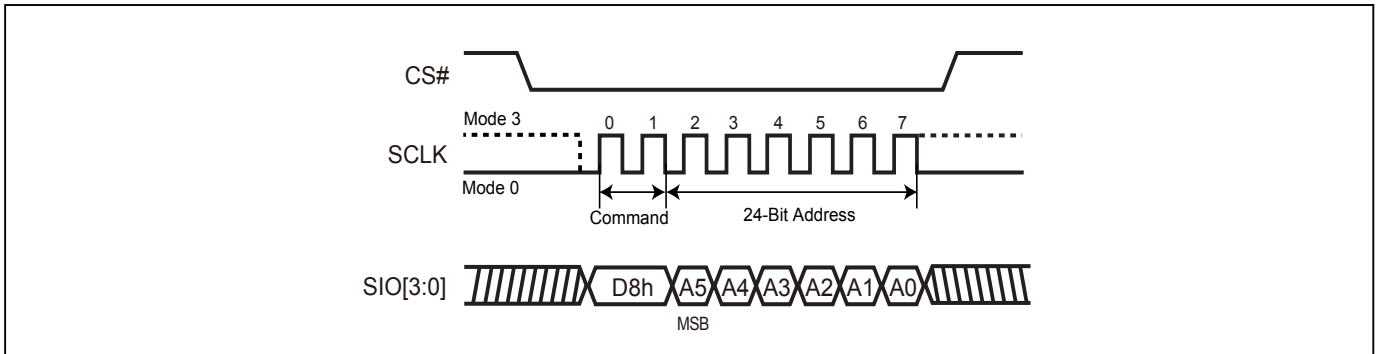 CS#
Mode 3
0 1 2 3 4 5 6 7
SCLK
Mode 0
Command 24-Bit Address
SIO[3:0] D8h A5 A4 A3 A2 A1 A0
MSB